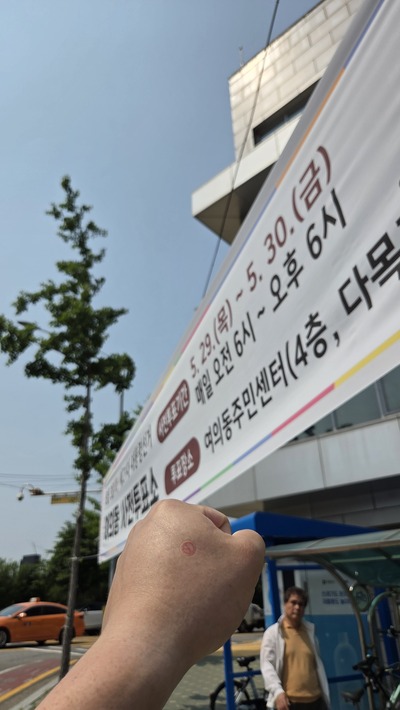 여의동 사전투표소
사전투표기간
5. 29.(목) ~ 5. 30.(금)
매일 오전 6시 ~ 오후 6시
투표장소
여의동주민센터(4층, 다목